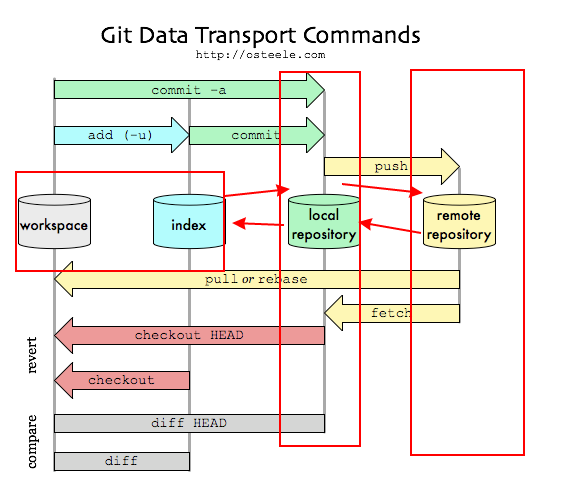 Git Data Transport Commands
http://osteele.com
commit -a
add (-u)
commit
push
workspace
index
local
repository
remote
repository
pull or rebase
fetch
revert
checkout HEAD
checkout
compare
diff HEAD
diff